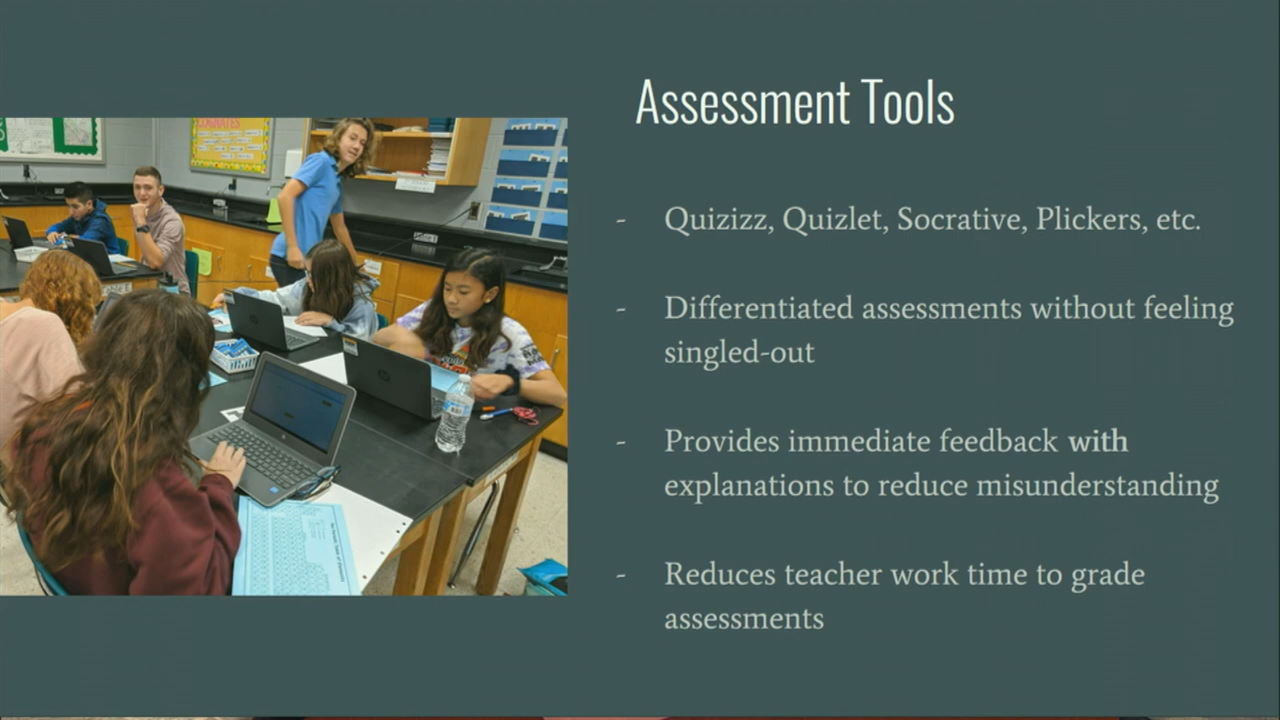 Assessment Tools
- Quizizz, Quizlet, Socrative, Plickers, etc.
- Differentiated assessments without feeling
singled-out
- Provides immediate feedback with
explanations to reduce misunderstanding
- Reduces teacher work time to grade
assessments